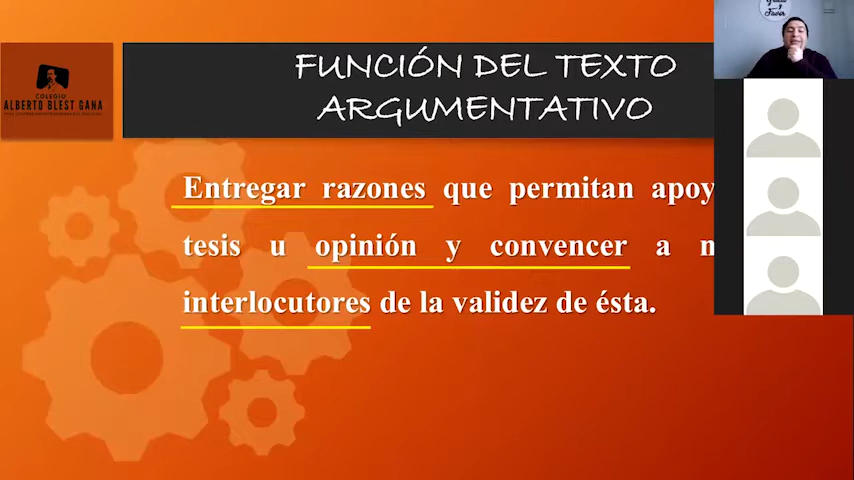 FUNCIÓN DEL TEXTO
ARGUMENTATIVO
COLEGIO
ALBERTO BLEST GANA
Entregar razones que permitan apoy
tesis u opinión y convencer a n
interlocutores de la validez de ésta.